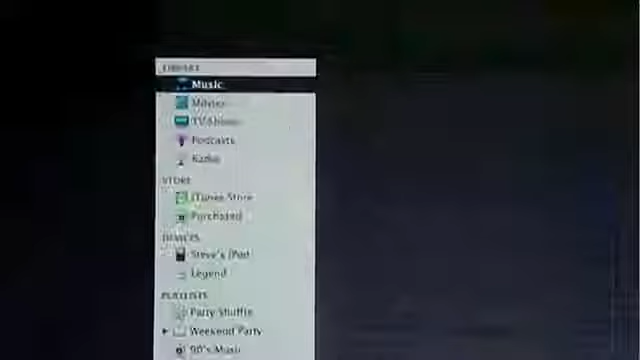 LIBRARY
Music
Movies
TV Shows
Podcasts
Radio
STORE
iTunes Store
Purchased
DEVICES
Steve's iPod
Legend
PLAYLISTS
Party Shuffle
Weekend Party
90's Music